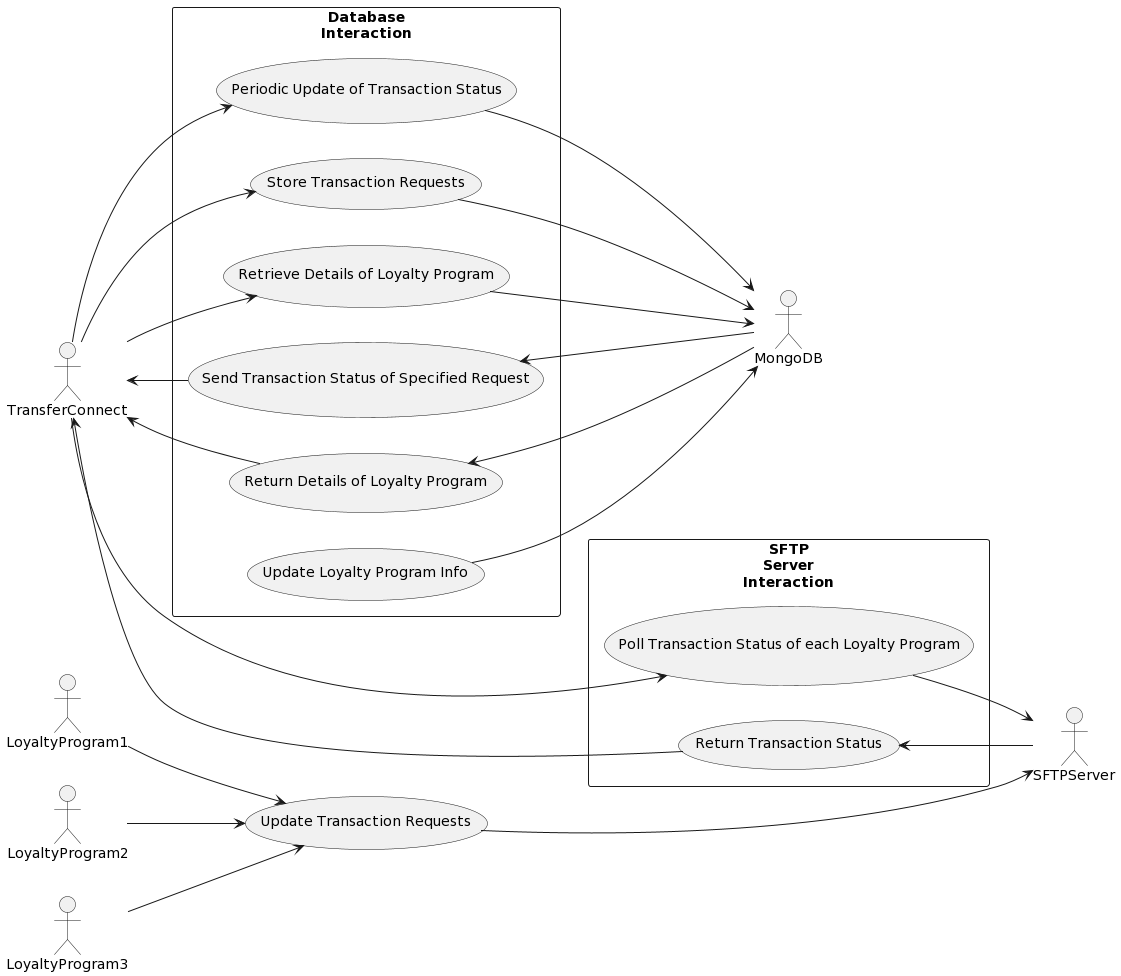 Database
Interaction
Periodic Update of Transaction Status
Store Transaction Requests
Retrieve Details of Loyalty Program
MongoDB
Send Transaction Status of Specified Request
TransferConnect
Return Details of Loyalty Program
Update Loyalty Program Info
SFTP
Server
Interaction
Poll Transaction Status of each Loyalty Program
LoyaltyProgram1
Return Transaction Status
SFTPServer
Update Transaction Requests
LoyaltyProgram2
LoyaltyProgram3